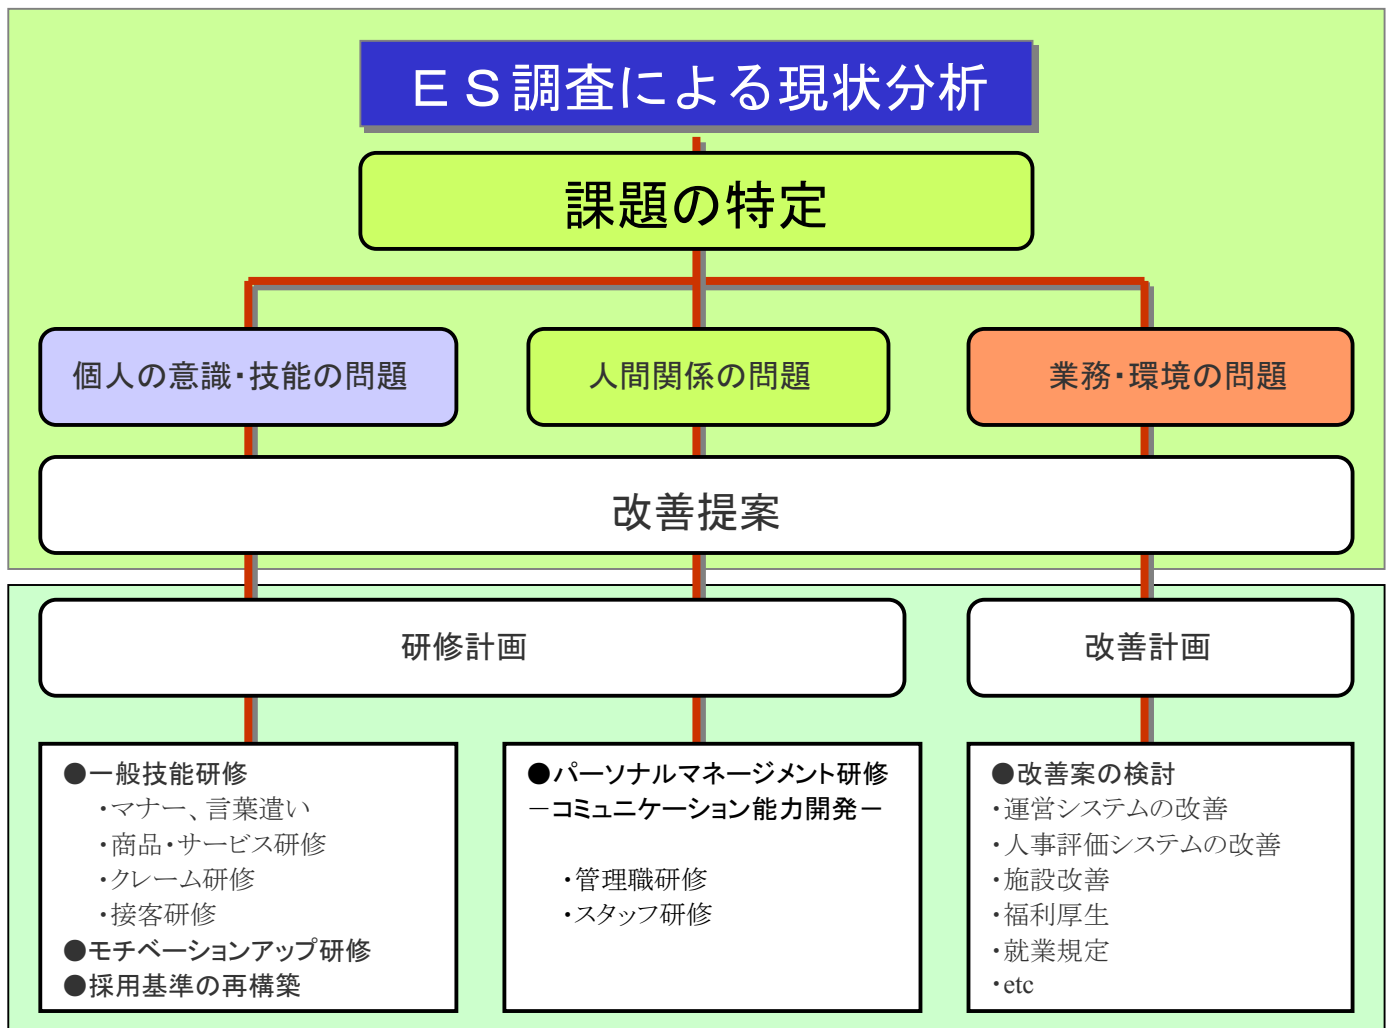 ＥＳ調査による現状分析
課題の特定
個人の意識・技能の問題
人間関係の問題
業務・環境の問題
改善提案
研修計画
改善計画
●一般技能研修
・マナー、言葉遣い
・商品・サービス研修
・クレーム研修
・接客研修
●モチベーションアップ研修
●採用基準の再構築
●パーソナルマネージメント研修
－コミュニケーション能力開発－
・管理職研修
・スタッフ研修
●改善案の検討
・運営システムの改善
・人事評価システムの改善
・施設改善
・福利厚生
・就業規定
・etc